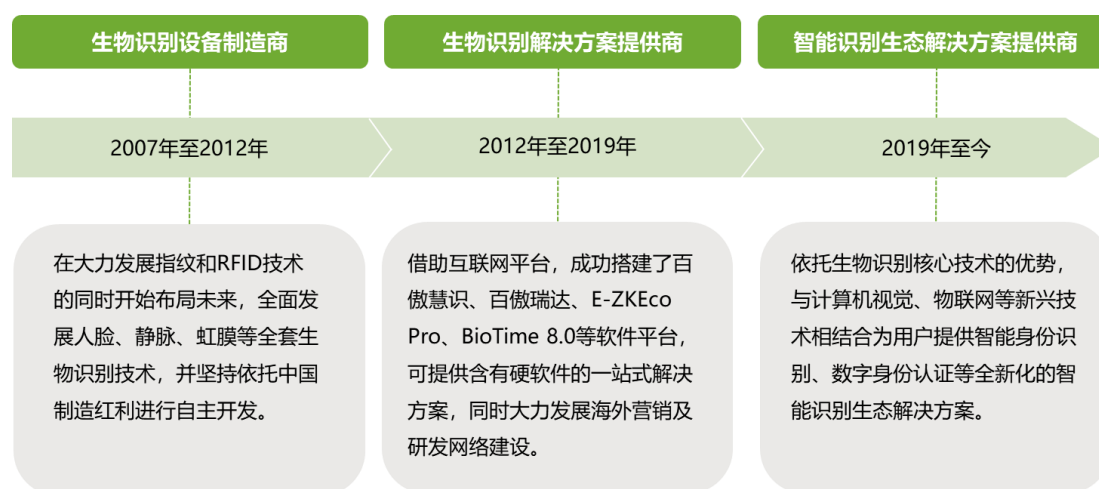 生物识别设备制造商
生物识别解决方案提供商
智能识别生态解决方案提供商
2007年至2012年
2012年至2019年
2019年至今
在大力发展指纹和RFID技术
的同时开始布局未来，全面发
展人脸、静脉、虹膜等全套生
物识别技术，并坚持依托中国
制造红利进行自主开发。
借助互联网平台，成功搭建了百
傲慧识、百傲瑞达、E-ZKEco
Pro、BioTime 8.0等软件平台，
可提供含有硬软件的一站式解决
方案，同时大力发展海外营销及
研发网络建设。
依托生物识别核心技术的优势，
与计算机视觉、物联网等新兴技
术相结合为用户提供智能身份识
别、数字身份认证等全新化的智
能识别生态解决方案。